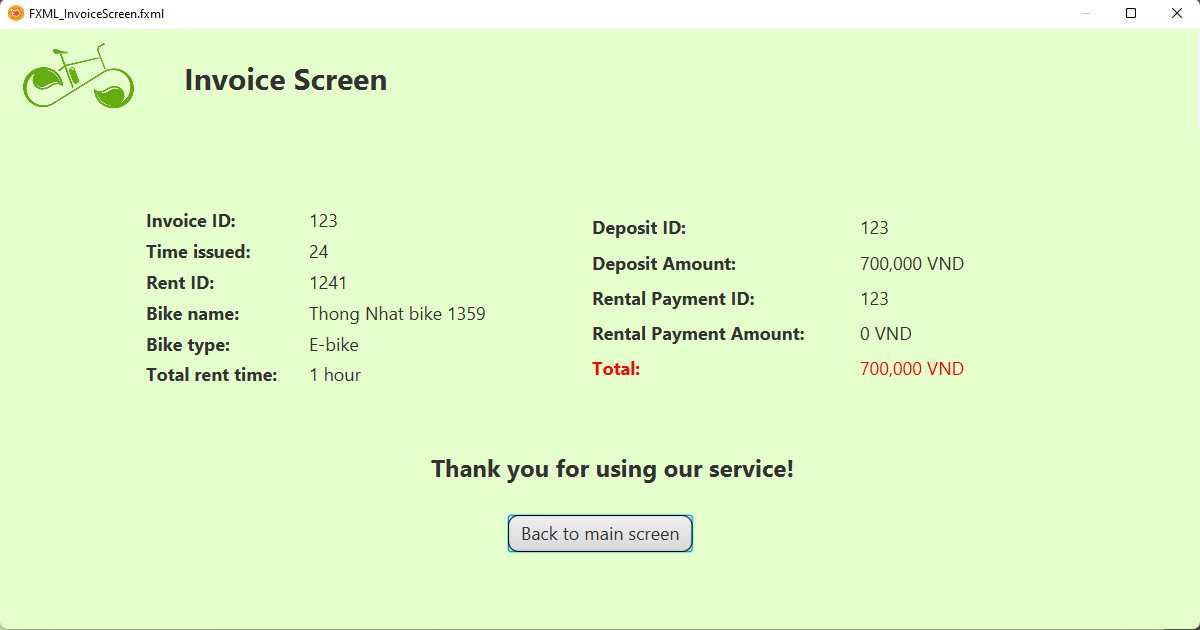 FXML_InvoiceScreen.fxml
Invoice Screen
Invoice ID: 123
Time issued: 24
Rent ID: 1241
Bike name: Thong Nhat bike 1359
Bike type: E-bike
Total rent time: 1 hour
Deposit ID: 123
Deposit Amount: 700,000 VND
Rental Payment ID: 123
Rental Payment Amount: 0 VND
Total: 700,000 VND
Thank you for using our service!
Back to main screen